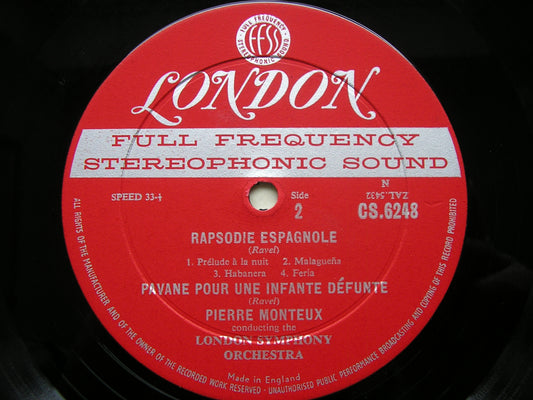 FULL FREQUENCY
FFSS
STEREOPHONIC SOUND
LONDON
FULL FREQUENCY
STEREOPHONIC SOUND
SPEED 33⅓
Side
2
N
ZAL.5432
CS.6248
RAPSODIE ESPAGNOLE
(Ravel)
1. Prélude à la nuit 2. Malagueña
3. Habanera 4. Feria
PAVANE POUR UNE INFANTE DÉFUNTE
(Ravel)
PIERRE MONTEUX
conducting the
LONDON SYMPHONY
ORCHESTRA
Made in England
ALL RIGHTS OF THE MANUFACTURER AND OF THE OWNER OF THE RECORDED WORK RESERVED - UNAUTHORISED PUBLIC PERFORMANCE BROADCASTING AND COPYING OF THIS RECORD PROHIBITED